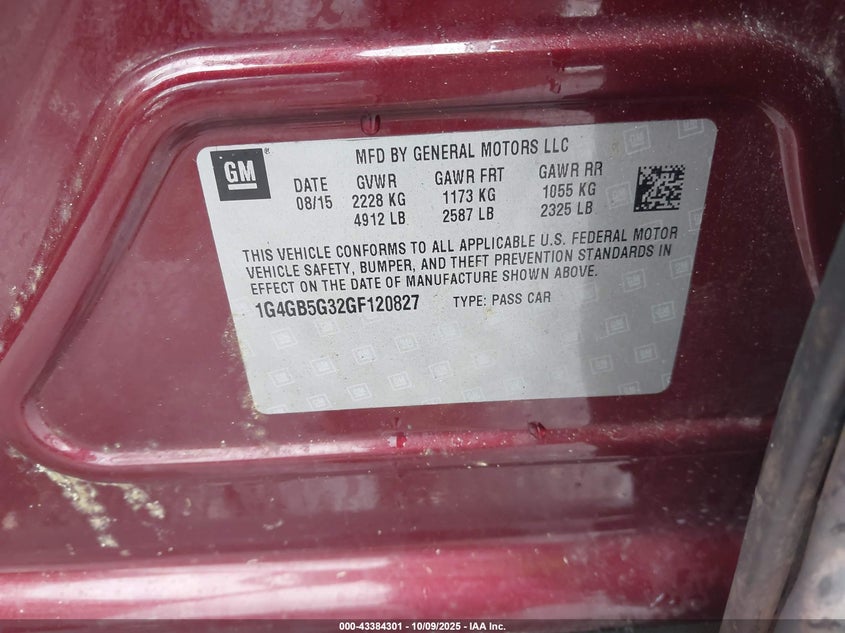 GM
MFD BY GENERAL MOTORS LLC
DATE GVWR GAWR FRT GAWR RR
08/15 2228 KG 1173 KG 1055 KG
4912 LB 2587 LB 2325 LB
THIS VEHICLE CONFORMS TO ALL APPLICABLE U.S. FEDERAL MOTOR
VEHICLE SAFETY, BUMPER, AND THEFT PREVENTION STANDARDS IN
EFFECT ON THE DATE OF MANUFACTURE SHOWN ABOVE.
1G4GB5G32GF120827 TYPE: PASS CAR
000-43384301 - 10/09/2025 - IAA Inc.